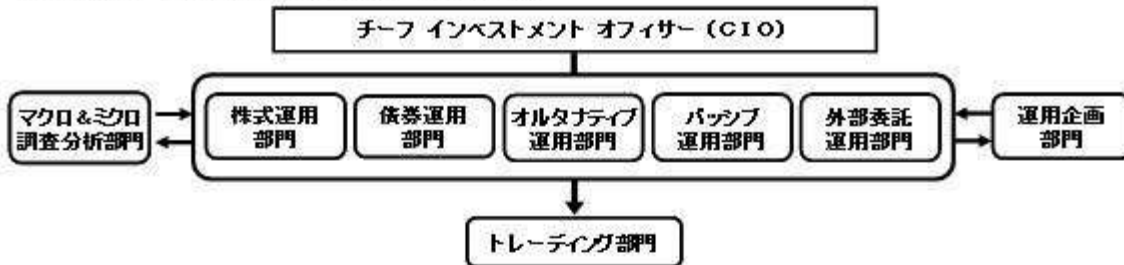 チーフ インベストメント オフィサー (CIO)
マクロ&ミクロ
調査分析部門
株式運用
部門
債券運用
部門
オルタナティブ
運用部門
パッシブ
運用部門
外部委託
運用部門
運用企画
部門
トレーディング部門